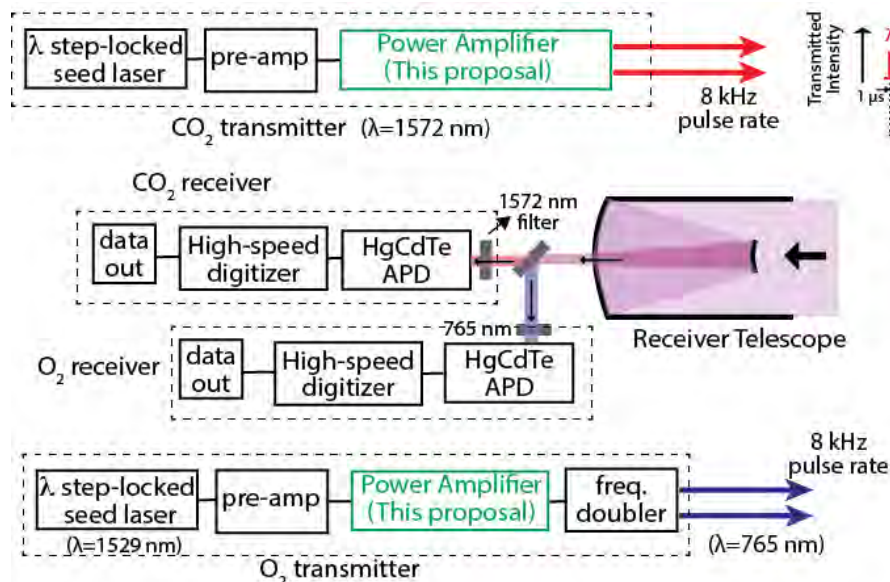 λ step-locked
seed laser
pre-amp
Power Amplifier
(This proposal)
8 kHz
pulse rate
Transmitted
Intensity
1 μs
CO2 transmitter (λ=1572 nm)
CO2 receiver
1572 nm
filter
data
out
High-speed
digitizer
HgCdTe
APD
765 nm
Receiver Telescope
O2 receiver
data
out
High-speed
digitizer
HgCdTe
APD
8 kHz
pulse rate
λ step-locked
seed laser
(λ=1529 nm)
pre-amp
Power Amplifier
(This proposal)
freq.
doubler
(λ=765 nm)
O2 transmitter